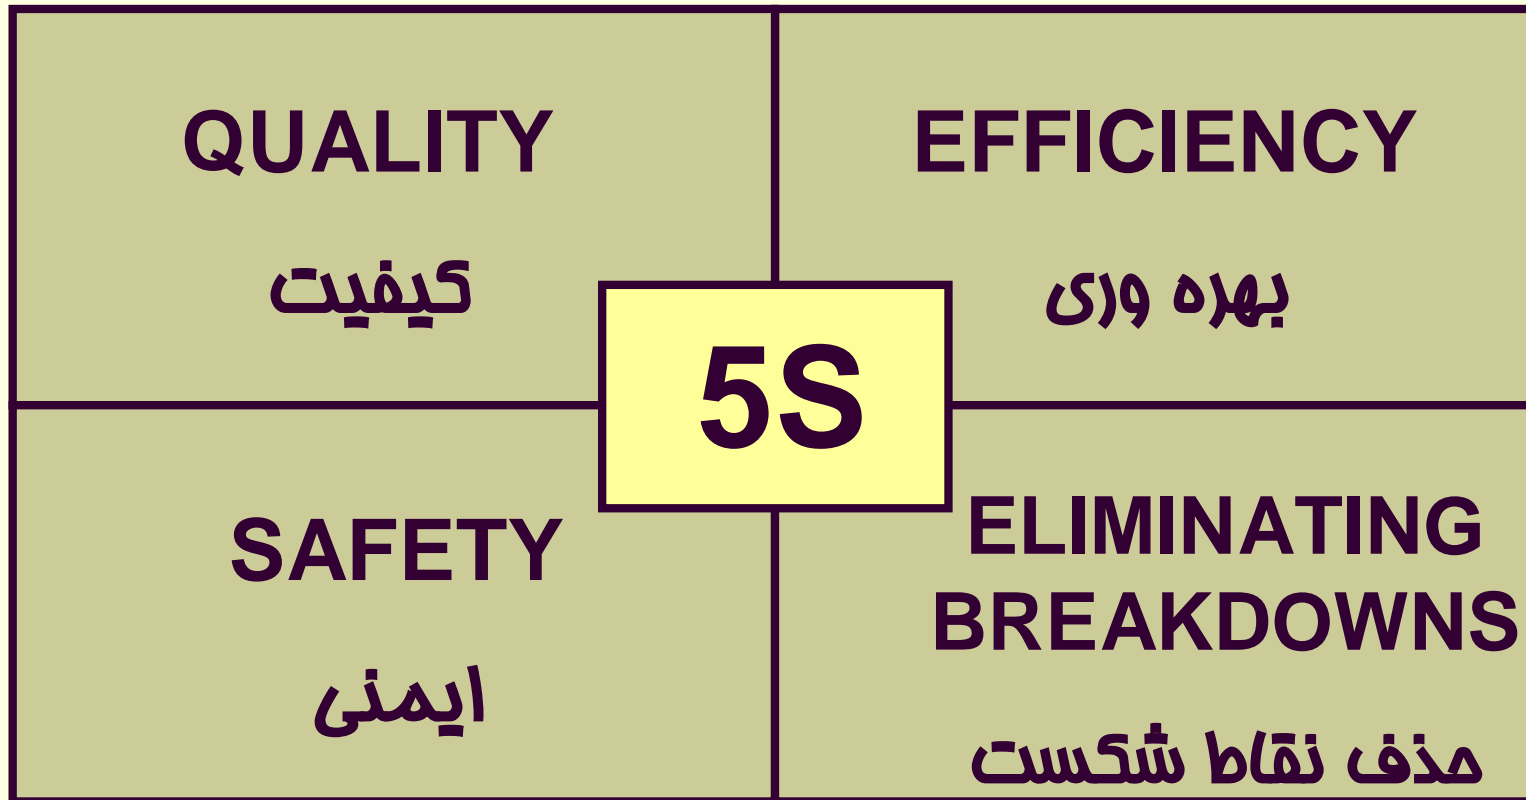 QUALITY
کیفیت
EFFICIENCY
بهره وری
5S
SAFETY
ایمنی
ELIMINATING
BREAKDOWNS
حذف نقاط شکست